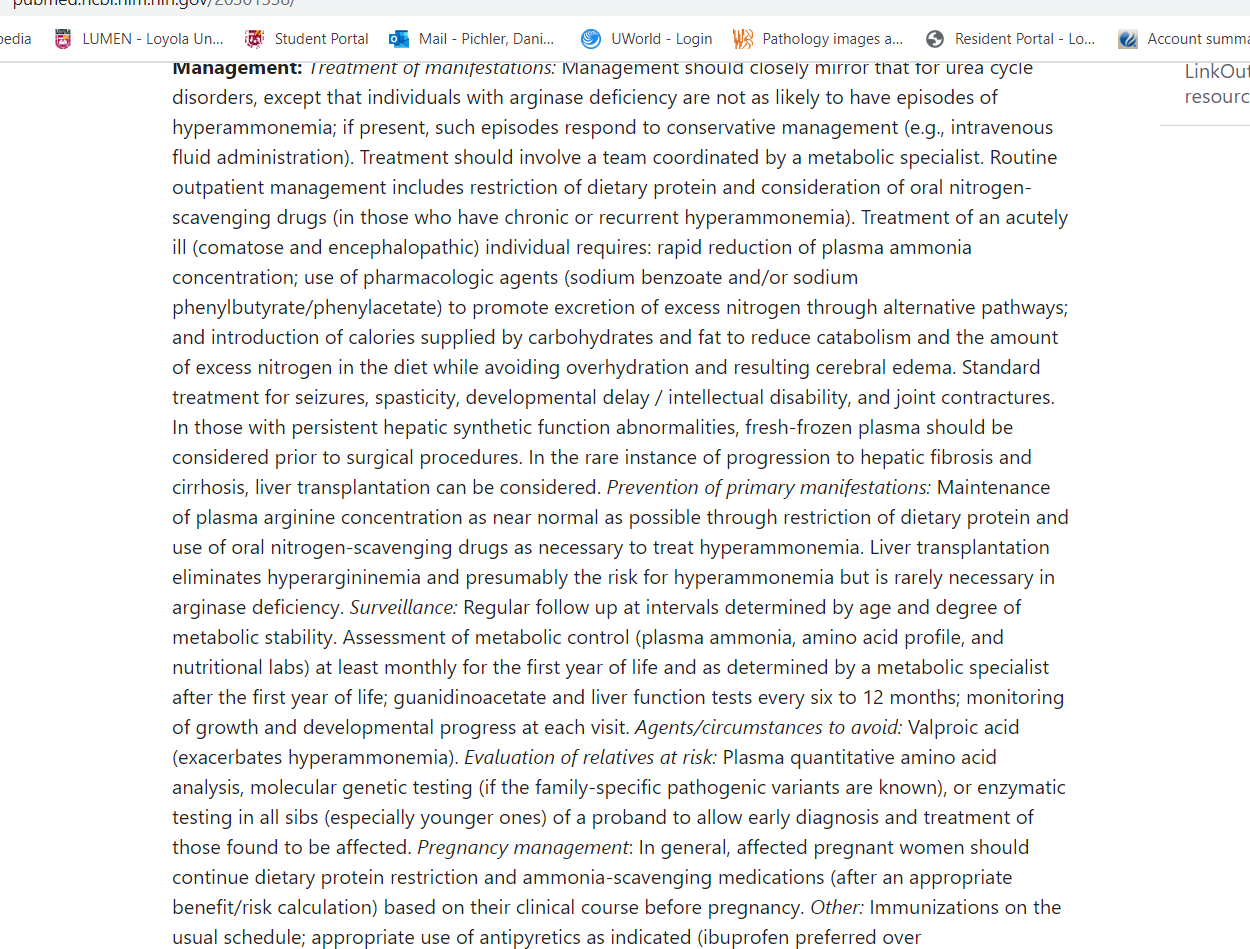 pubmed.ncbi.nlm.nih.gov/20301338/
pedia LUMEN - Loyola Un... Student Portal Mail - Pichler, Dani... UWorld - Login Pathology images a... Resident Portal - Lo... Account summa
LinkOut
resourc
Management: Treatment of manifestations: Management should closely mirror that for urea cycle
disorders, except that individuals with arginase deficiency are not as likely to have episodes of
hyperammonemia; if present, such episodes respond to conservative management (e.g., intravenous
fluid administration). Treatment should involve a team coordinated by a metabolic specialist. Routine
outpatient management includes restriction of dietary protein and consideration of oral nitrogen-
scavenging drugs (in those who have chronic or recurrent hyperammonemia). Treatment of an acutely
ill (comatose and encephalopathic) individual requires: rapid reduction of plasma ammonia
concentration; use of pharmacologic agents (sodium benzoate and/or sodium
phenylbutyrate/phenylacetate) to promote excretion of excess nitrogen through alternative pathways;
and introduction of calories supplied by carbohydrates and fat to reduce catabolism and the amount
of excess nitrogen in the diet while avoiding overhydration and resulting cerebral edema. Standard
treatment for seizures, spasticity, developmental delay / intellectual disability, and joint contractures.
In those with persistent hepatic synthetic function abnormalities, fresh-frozen plasma should be
considered prior to surgical procedures. In the rare instance of progression to hepatic fibrosis and
cirrhosis, liver transplantation can be considered. Prevention of primary manifestations: Maintenance
of plasma arginine concentration as near normal as possible through restriction of dietary protein and
use of oral nitrogen-scavenging drugs as necessary to treat hyperammonemia. Liver transplantation
eliminates hyperargininemia and presumably the risk for hyperammonemia but is rarely necessary in
arginase deficiency. Surveillance: Regular follow up at intervals determined by age and degree of
metabolic stability. Assessment of metabolic control (plasma ammonia, amino acid profile, and
nutritional labs) at least monthly for the first year of life and as determined by a metabolic specialist
after the first year of life; guanidinoacetate and liver function tests every six to 12 months; monitoring
of growth and developmental progress at each visit. Agents/circumstances to avoid: Valproic acid
(exacerbates hyperammonemia). Evaluation of relatives at risk: Plasma quantitative amino acid
analysis, molecular genetic testing (if the family-specific pathogenic variants are known), or enzymatic
testing in all sibs (especially younger ones) of a proband to allow early diagnosis and treatment of
those found to be affected. Pregnancy management: In general, affected pregnant women should
continue dietary protein restriction and ammonia-scavenging medications (after an appropriate
benefit/risk calculation) based on their clinical course before pregnancy. Other: Immunizations on the
usual schedule; appropriate use of antipyretics as indicated (ibuprofen preferred over